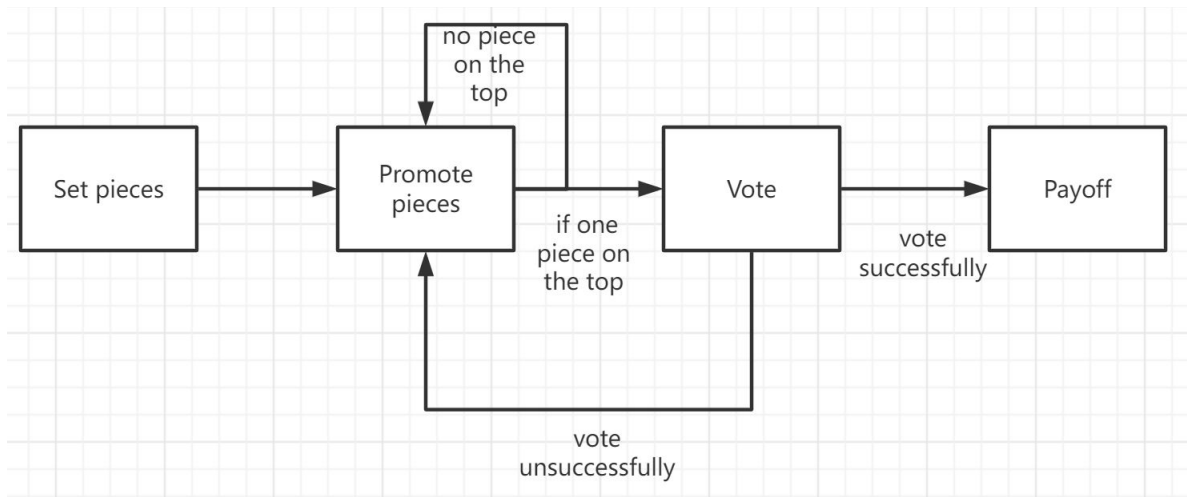 no piece
on the
top
Set pieces
Promote
pieces
Vote
Payoff
if one
piece on
the top
vote
successfully
vote
unsuccessfully